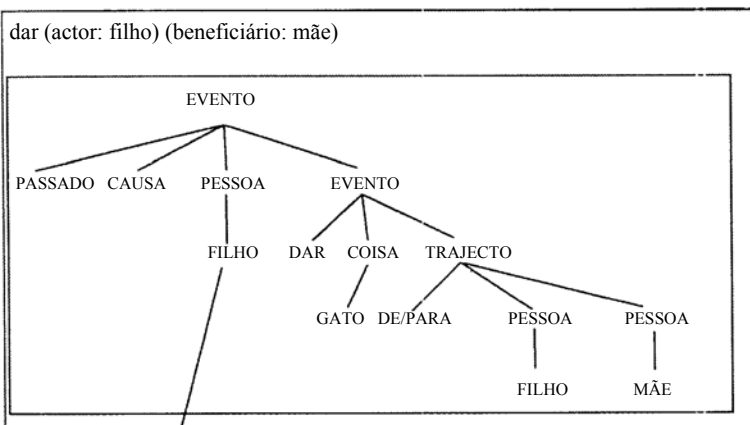 dar (actor: filho) (beneficiário: mãe)
EVENTO
PASSADO CAUSA PESSOA EVENTO
FILHO DAR COISA TRAJECTO
GATO DE/PARA PESSOA PESSOA
FILHO MÃE